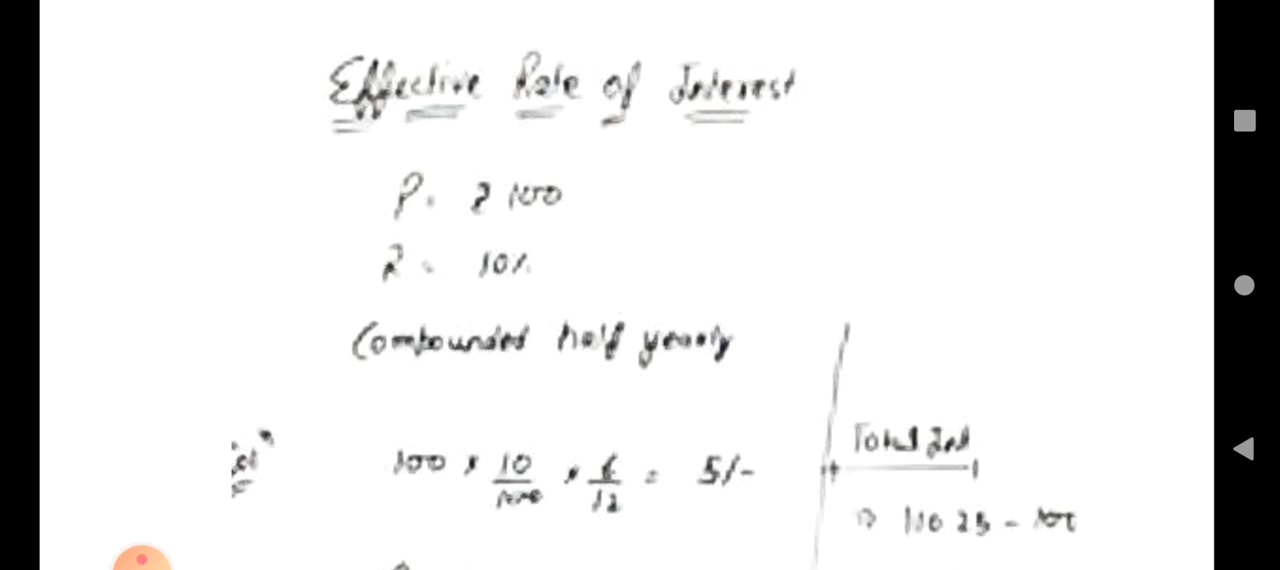 Effective Rate of Interest
P = ₹ 100
R = 10%
Compounded half yearly
100 × 10/100 × 6/12 = 5/-
Total Int
⇒ 110.25 - 100